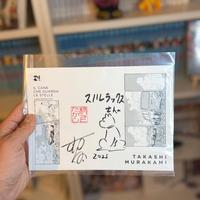 IL CANE
CHE GUARDA
LE STELLE
スルラックス
さんへ
2025
TAKASHI
MURAKAMI